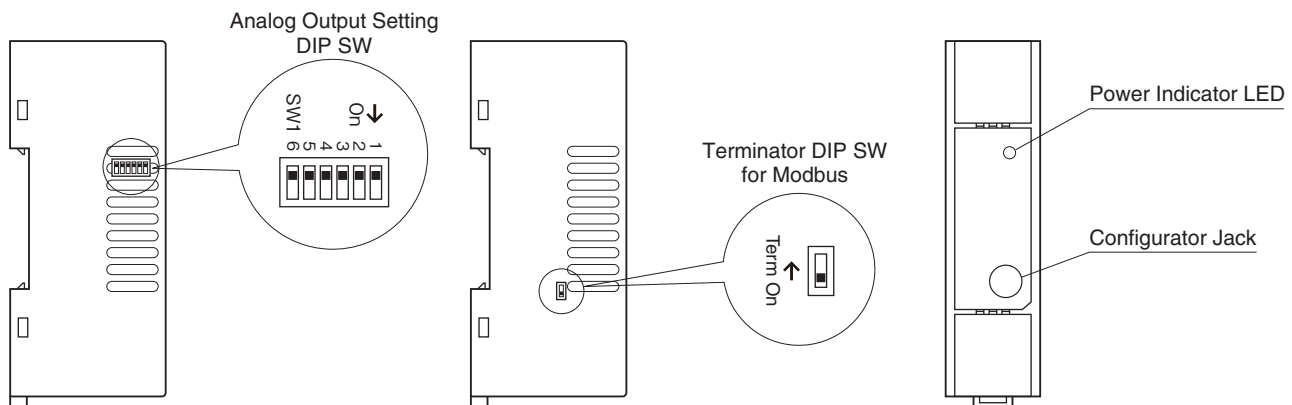 Analog Output Setting
DIP SW
SW1
On ↓
6 5 4 3 2 1
Terminator DIP SW
for Modbus
Term On ↑
Power Indicator LED
Configurator Jack